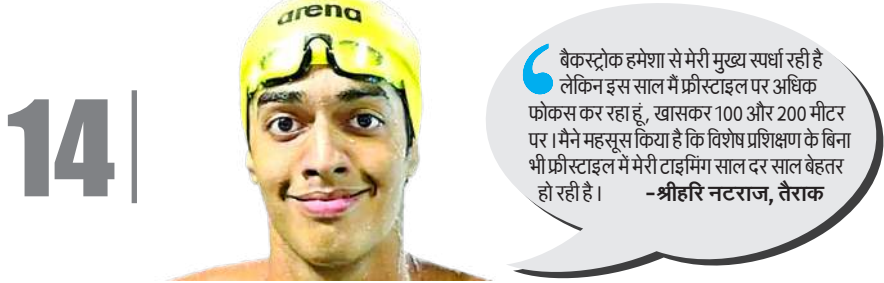 arena
14
बैकस्ट्रोक हमेशा से मेरी मुख्य स्पर्धा रही है
लेकिन इस साल मैं फ्रीस्टाइल पर अधिक
फोकस कर रहा हूं, खासकर 100 और 200 मीटर
पर। मैने महसूस किया है कि विशेष प्रशिक्षण के बिना
भी फ्रीस्टाइल में मेरी टाइमिंग साल दर साल बेहतर
हो रही है। -श्रीहरि नटराज, तैराक